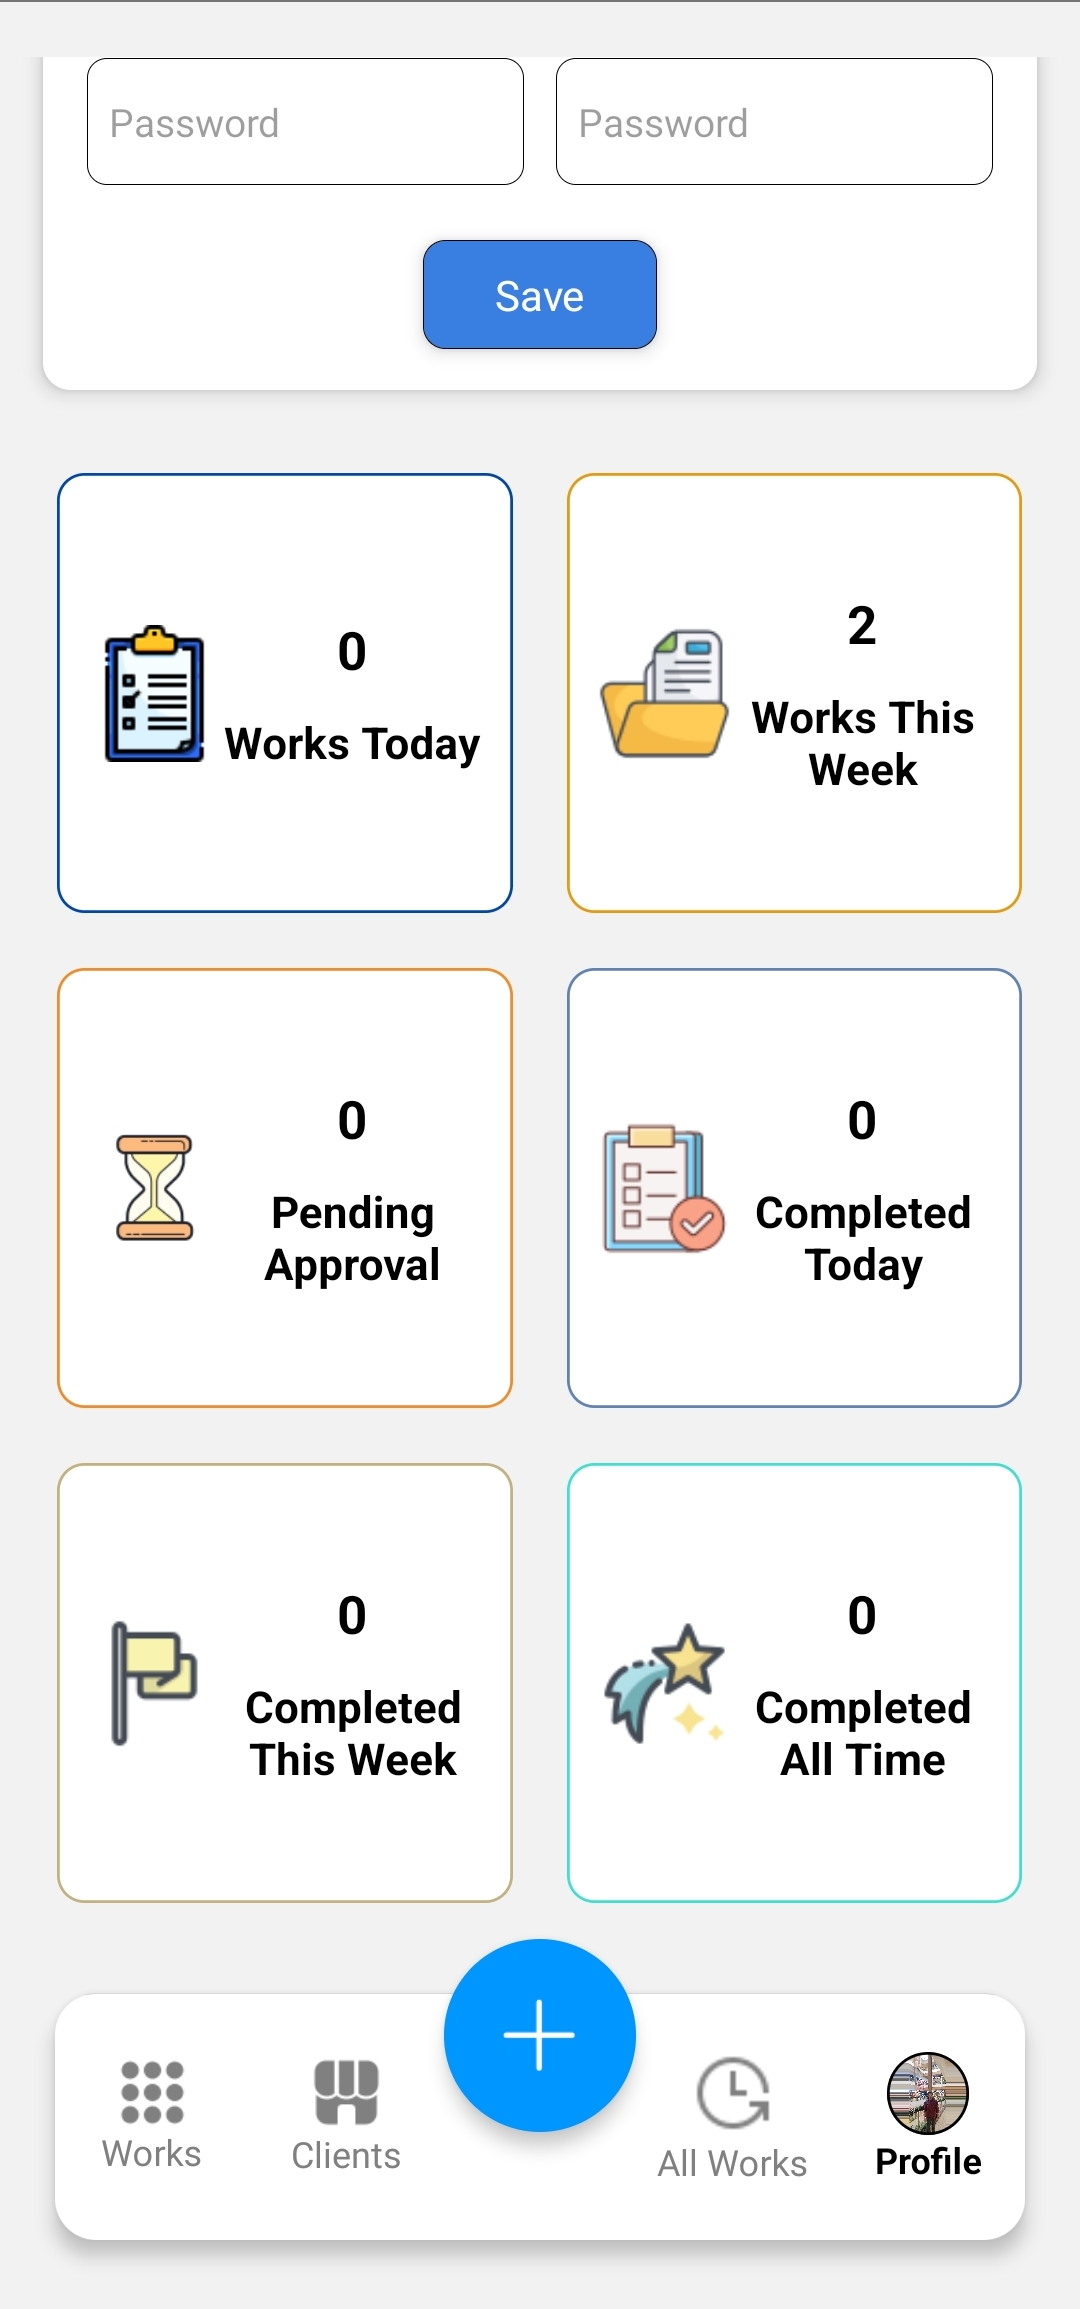 Password Password
Save
0
Works Today
2
Works This
Week
0
Pending
Approval
0
Completed
Today
0
Completed
This Week
0
Completed
All Time
Works
Clients
All Works
Profile